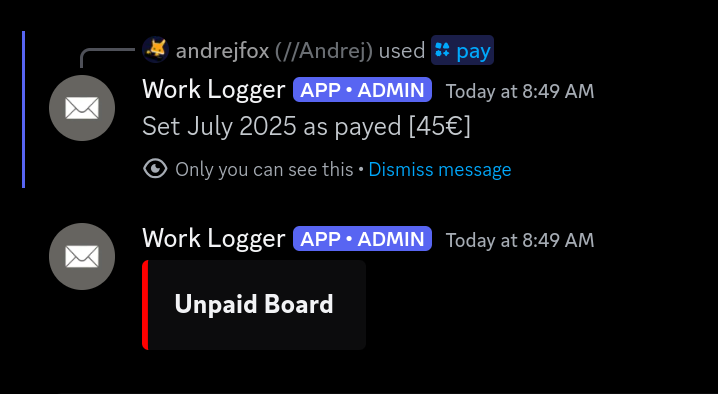 andrejfox (//Andrej) used pay
Work Logger APP • ADMIN Today at 8:49 AM
Set July 2025 as payed [45€]
Only you can see this • Dismiss message
Work Logger APP • ADMIN Today at 8:49 AM
Unpaid Board